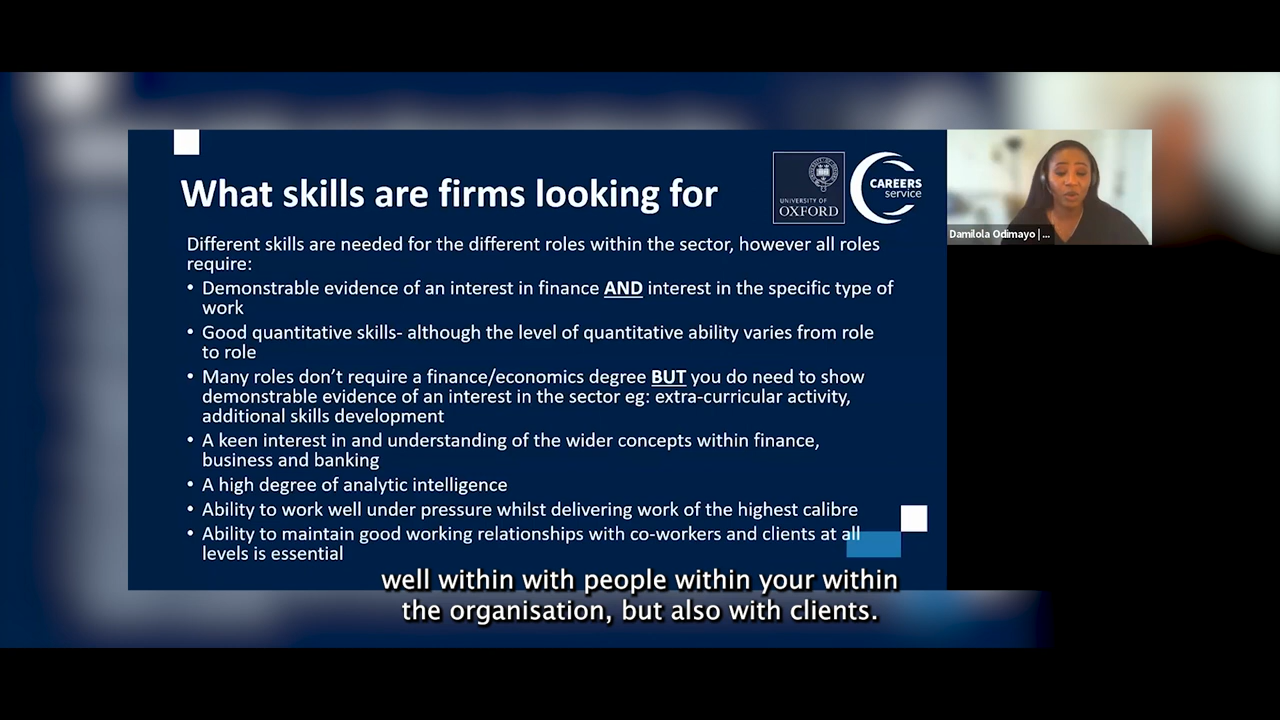 What skills are firms looking for
UNIVERSITY OF
OXFORD
CAREERS
service
Different skills are needed for the different roles within the sector, however all roles
require:
• Demonstrable evidence of an interest in finance AND interest in the specific type of
work
• Good quantitative skills- although the level of quantitative ability varies from role
to role
• Many roles don’t require a finance/economics degree BUT you do need to show
demonstrable evidence of an interest in the sector eg: extra-curricular activity,
additional skills development
• A keen interest in and understanding of the wider concepts within finance,
business and banking
• A high degree of analytic intelligence
• Ability to work well under pressure whilst delivering work of the highest calibre
• Ability to maintain good working relationships with co-workers and clients at all
levels is essential
Damilola Odimayo | ...
well within with people within your within
the organisation, but also with clients.